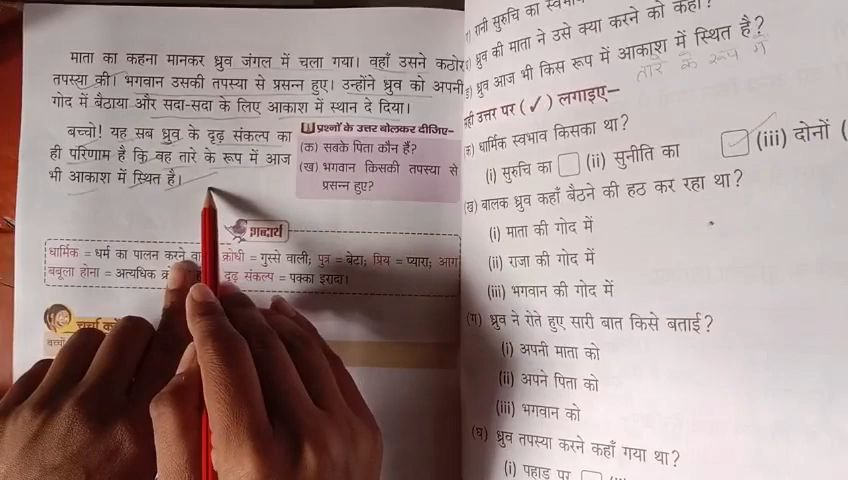 माता का कहना मानकर ध्रुव जंगल में चला गया। वहाँ उसने कठोर
तपस्या की। भगवान उसकी तपस्या से प्रसन्न हुए। उन्होंने ध्रुव को अपनी
गोद में बैठाया और सदा-सदा के लिए आकाश में स्थान दे दिया।
बच्चो! यह सब ध्रुव के दृढ़ संकल्प का
ही परिणाम है कि वह तारे के रूप में आज
भी आकाश में स्थित है।
प्रश्नों के उत्तर बोलकर दीजिए-
(क) सबके पिता कौन हैं?
(ख) भगवान किसकी तपस्या से
प्रसन्न हुए?
शब्दार्थ
धार्मिक = धर्म का पालन करने क्रोधी = गुस्से वाली; पुत्र = बेटा; प्रिय = प्यारा; आग
बबूला होना = अत्यधिक दृढ़ संकल्प = पक्का इरादा।
चर्चा
रानी सुरुचि का
ध्रुव की माता ने उसे क्या करने को कहा?
ध्रुव आज भी किस रूप में आकाश में स्थित है?
तारे के रूप में
सही उत्तर पर (✓) लगाइए-
(क) धार्मिक स्वभाव किसका था?
(i) सुरुचि का (ii) सुनीति का (iii) दोनों
(ख) बालक ध्रुव कहाँ बैठने की हठ कर रहा था?
(i) माता की गोद में
(ii) राजा की गोद में
(iii) भगवान की गोद में
(ग) ध्रुव ने रोते हुए सारी बात किसे बताई?
(i) अपनी माता को
(ii) अपने पिता को
(iii) भगवान को
(घ) ध्रुव तपस्या करने कहाँ गया था?
(i) पहाड़ पर